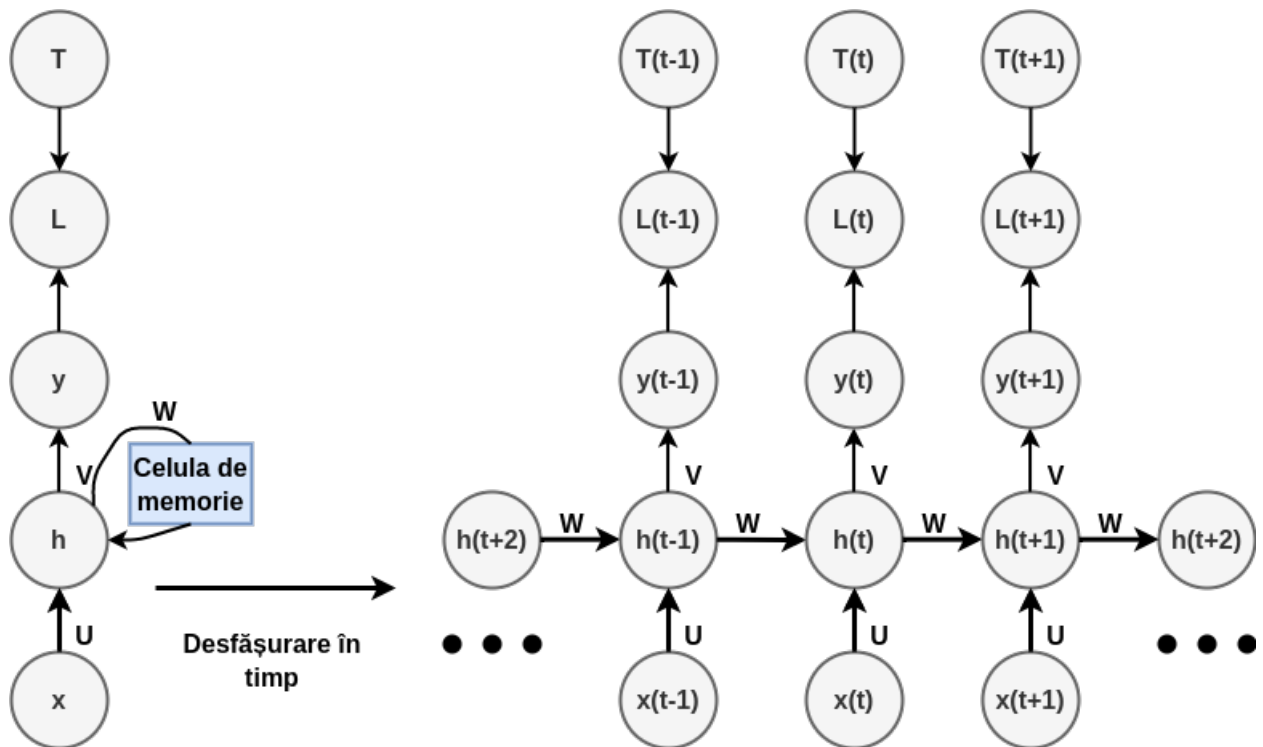 T
T(t-1)
T(t)
T(t+1)
L
L(t-1)
L(t)
L(t+1)
y
y(t-1)
y(t)
y(t+1)
W
Celula de
memorie
V
V
V
V
h
h(t+2)
W
h(t-1)
W
h(t)
W
h(t+1)
W
h(t+2)
Desfășurare în
timp
U
U
U
U
x
x(t-1)
x(t)
x(t+1)